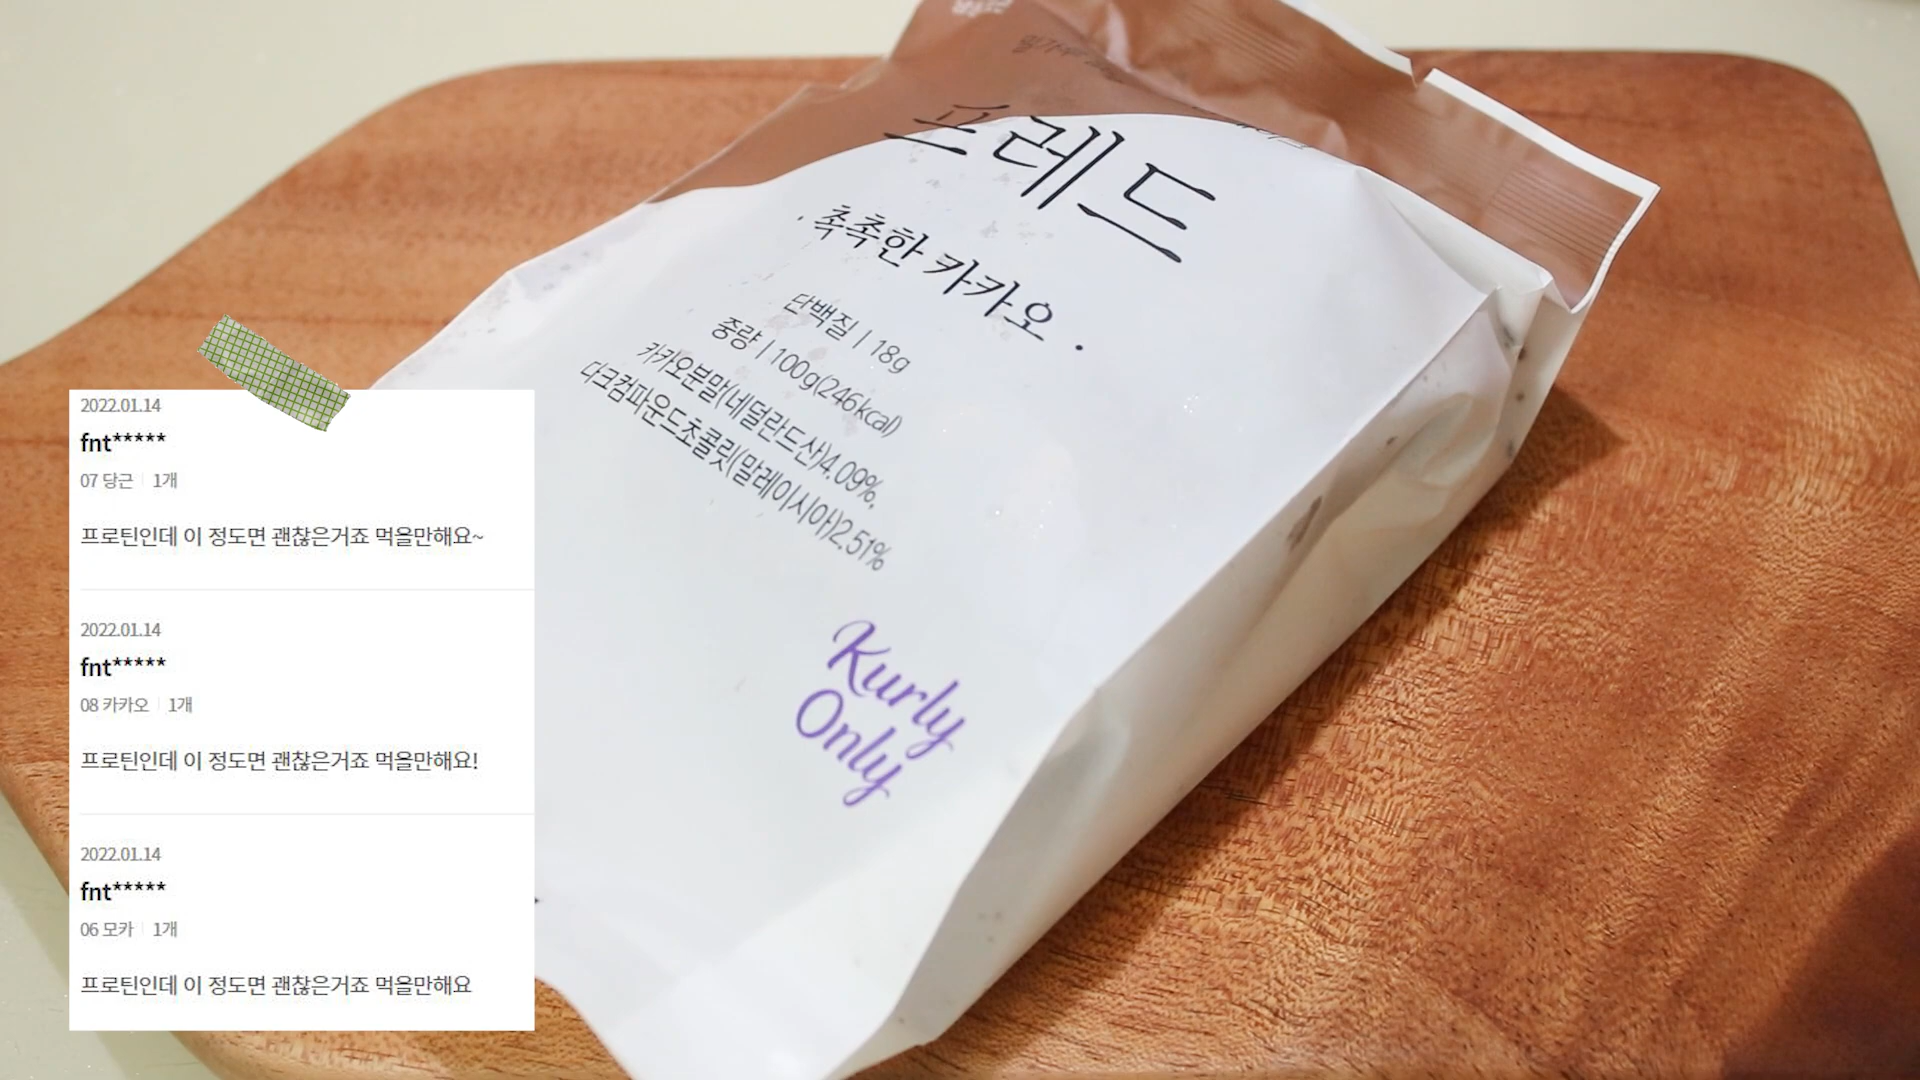 프레드
· 촉촉한 카카오 ·
단백질 | 18g
중량 | 100g(246kcal)
카카오분말(네덜란드산)4.09%,
다크컴파운드초콜릿(말레이시아)2.51%
Kurly
Only
2022.01.14
fnt*****
07 당근 | 1개
프로틴인데 이 정도면 괜찮은거죠 먹을만해요~
2022.01.14
fnt*****
08 카카오 | 1개
프로틴인데 이 정도면 괜찮은거죠 먹을만해요!
2022.01.14
fnt*****
06 모카 | 1개
프로틴인데 이 정도면 괜찮은거죠 먹을만해요